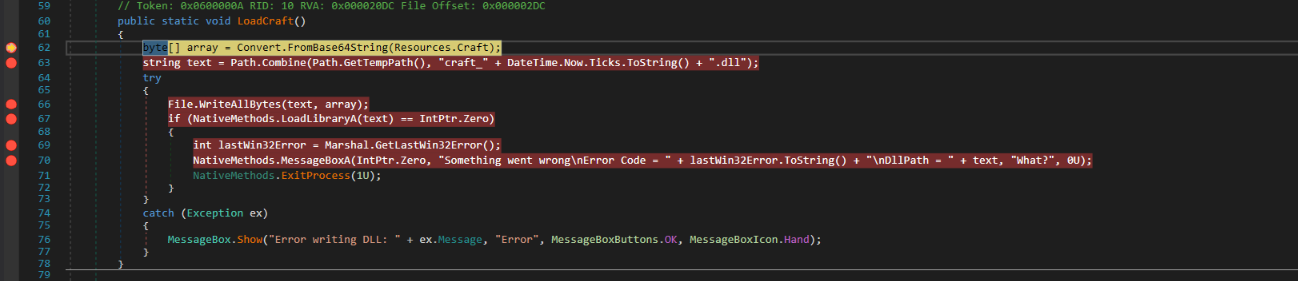 59 // Token: 0x0600000A RID: 10 RVA: 0x000020DC File Offset: 0x000002DC
60 public static void LoadCraft()
61 {
62 byte[] array = Convert.FromBase64String(Resources.Craft);
63 string text = Path.Combine(Path.GetTempPath(), "craft_" + DateTime.Now.Ticks.ToString() + ".dll");
64 try
65 {
66 File.WriteAllBytes(text, array);
67 if (NativeMethods.LoadLibraryA(text) == IntPtr.Zero)
68 {
69 int lastWin32Error = Marshal.GetLastWin32Error();
70 NativeMethods.MessageBoxA(IntPtr.Zero, "Something went wrong\nError Code = " + lastWin32Error.ToString() + "\nDllPath = " + text, "What?", 0U);
71 NativeMethods.ExitProcess(1U);
72 }
73 }
74 catch (Exception ex)
75 {
76 MessageBox.Show("Error writing DLL: " + ex.Message, "Error", MessageBoxButtons.OK, MessageBoxIcon.Hand);
77 }
78 }
79